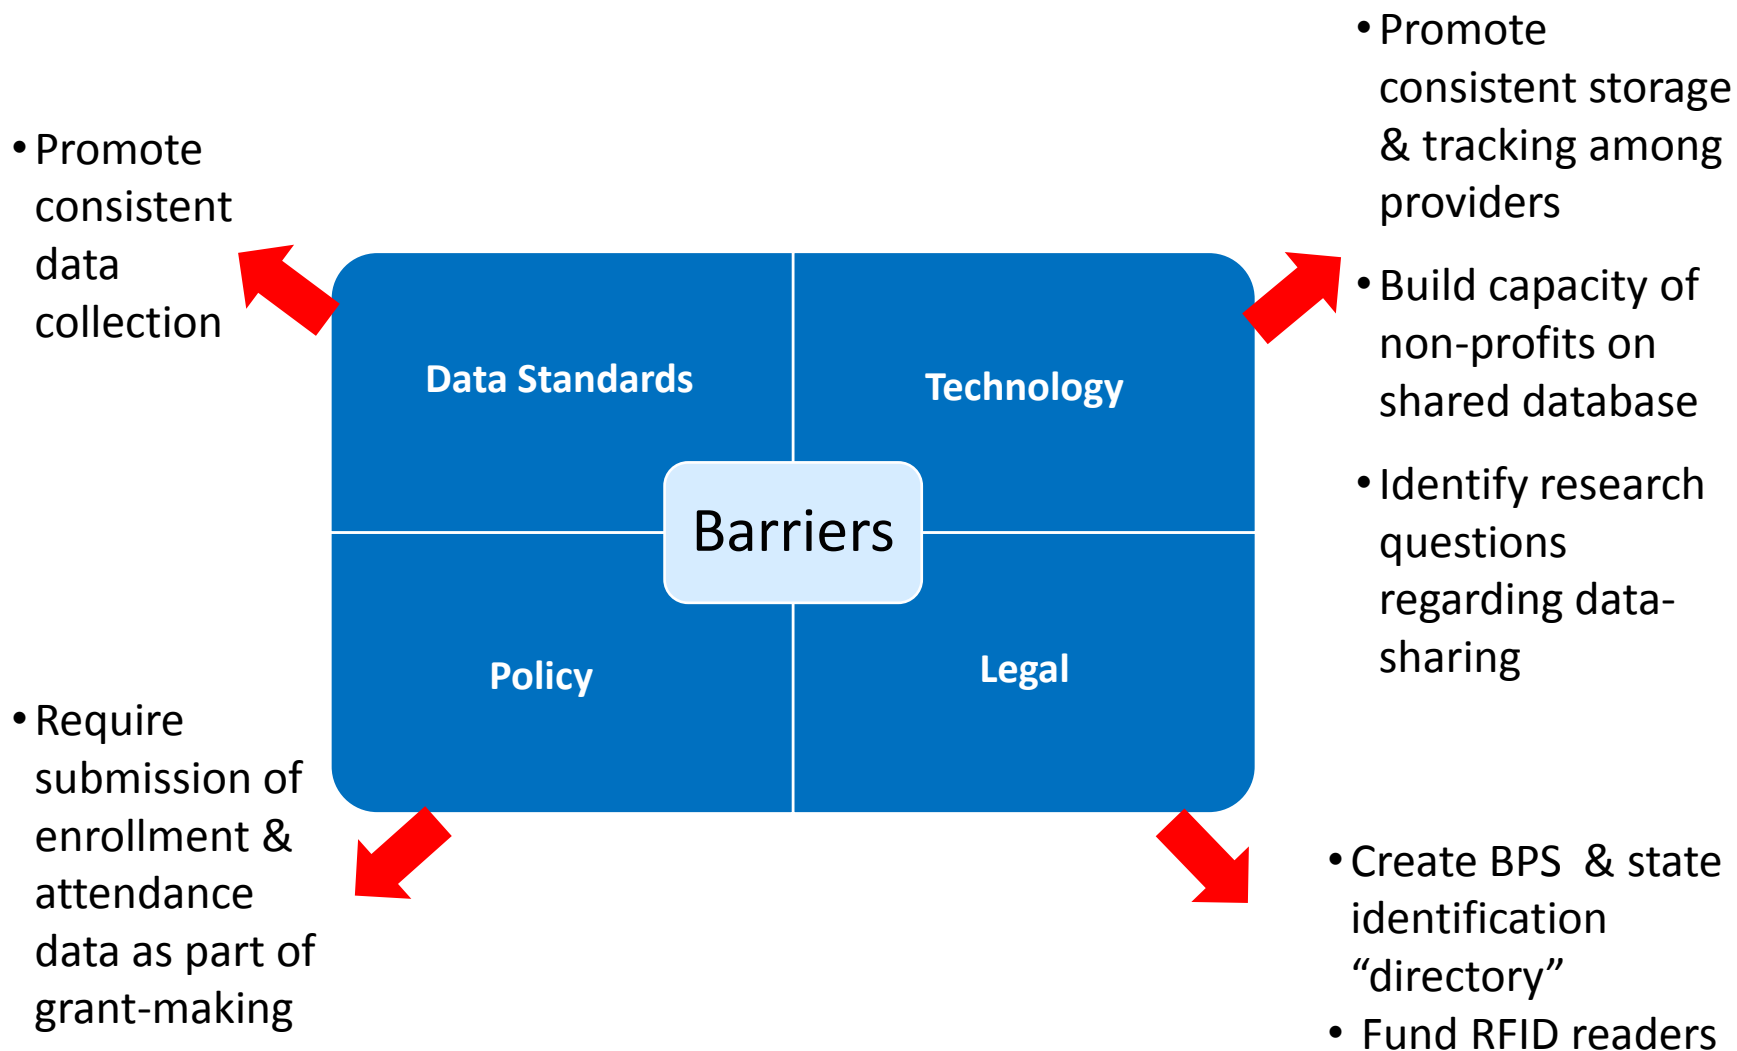 • Promote
consistent
data
collection
Data Standards
Technology
Barriers
Policy
Legal
• Promote
consistent storage
& tracking among
providers
• Build capacity of
non-profits on
shared database
• Identify research
questions
regarding data-
sharing
• Require
submission of
enrollment &
attendance
data as part of
grant-making
• Create BPS & state
identification
“directory”
• Fund RFID readers